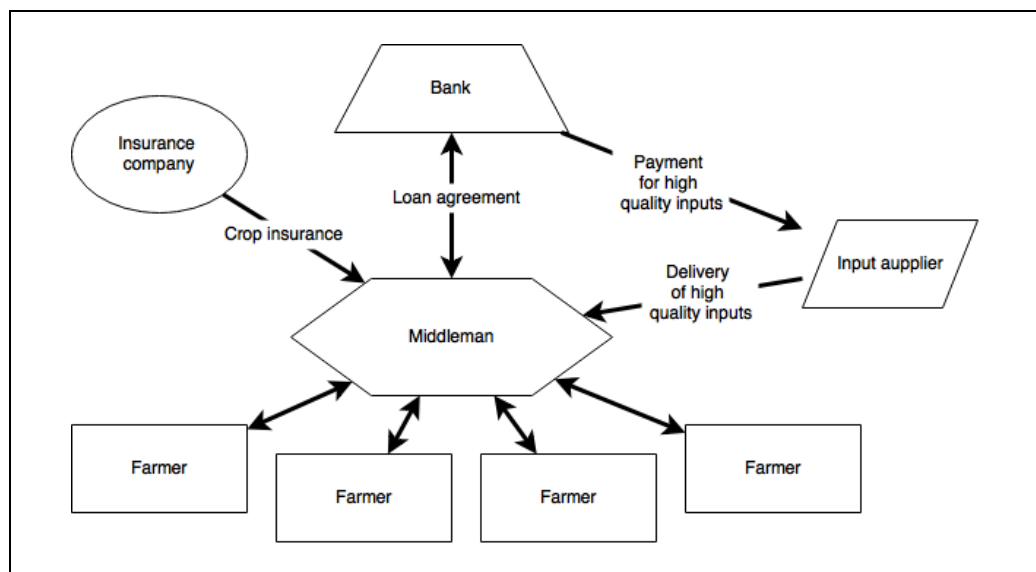 Bank
Insurance
company
Payment
for high
quality inputs
Loan agreement
Crop insurance
Input aupplier
Delivery
of high
quality inputs
Middleman
Farmer
Farmer
Farmer
Farmer